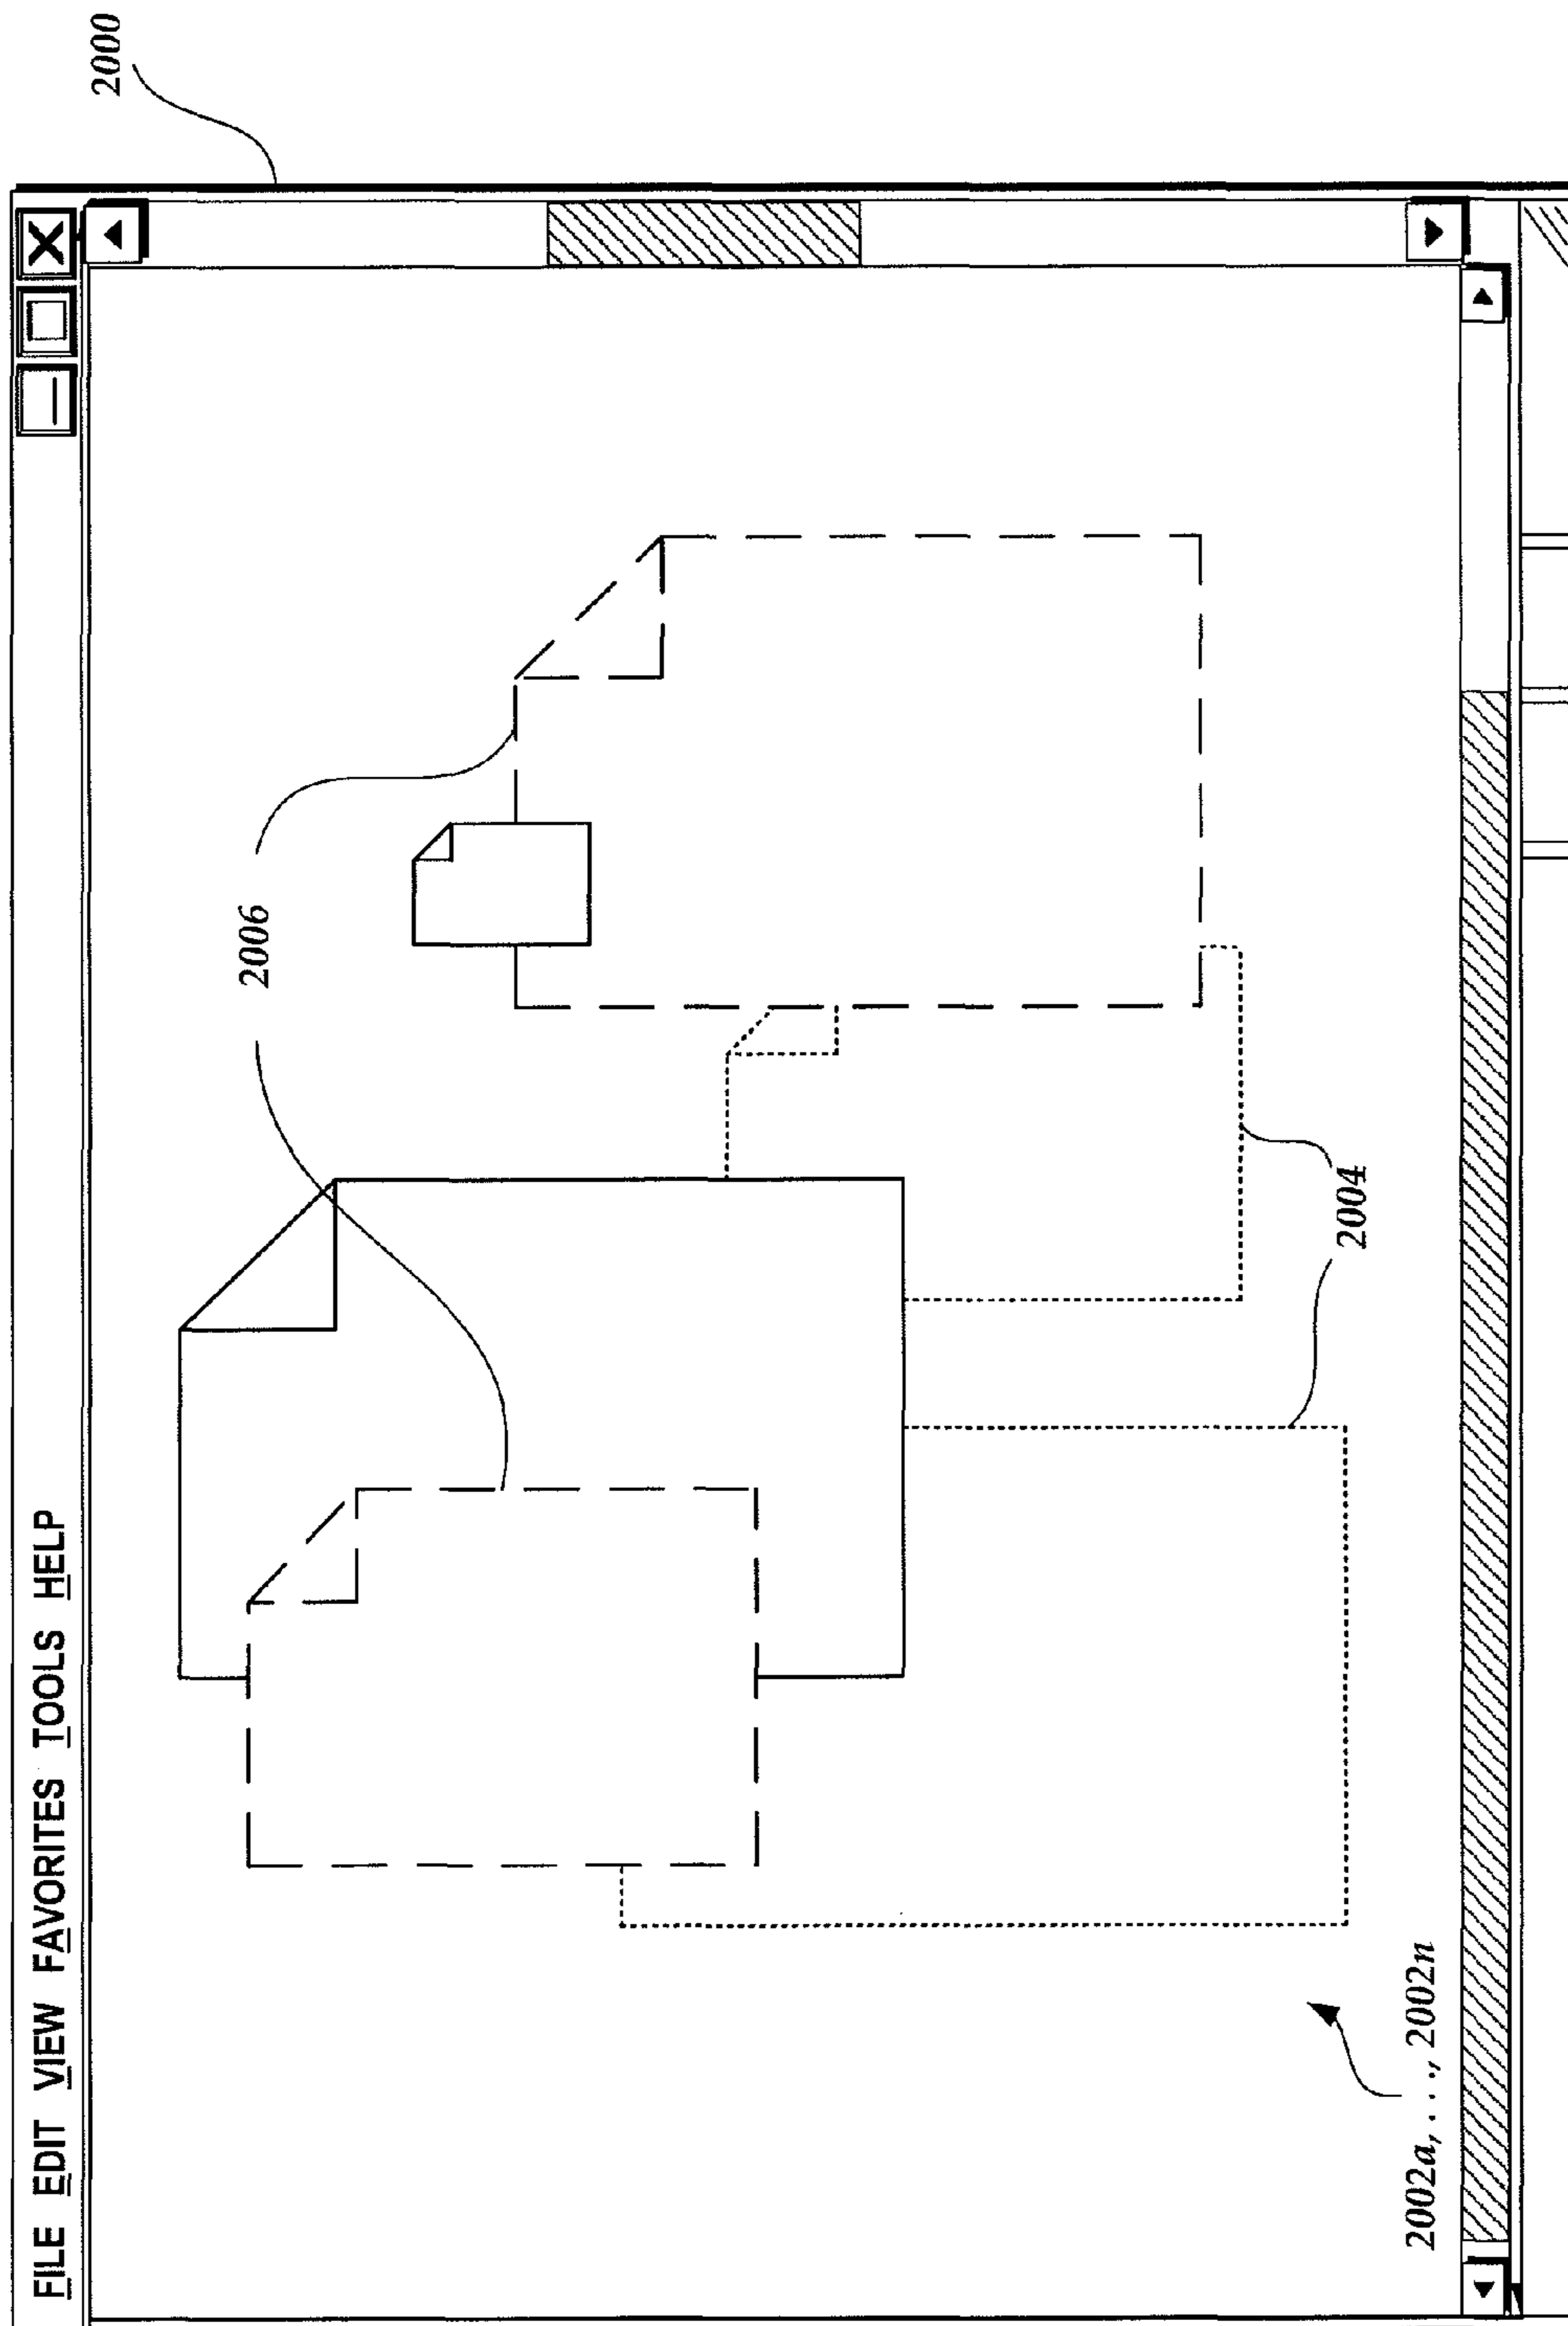 2000
FILE EDIT VIEW FAVORITES TOOLS HELP
2006
2004
2002a, . . ., 2002n